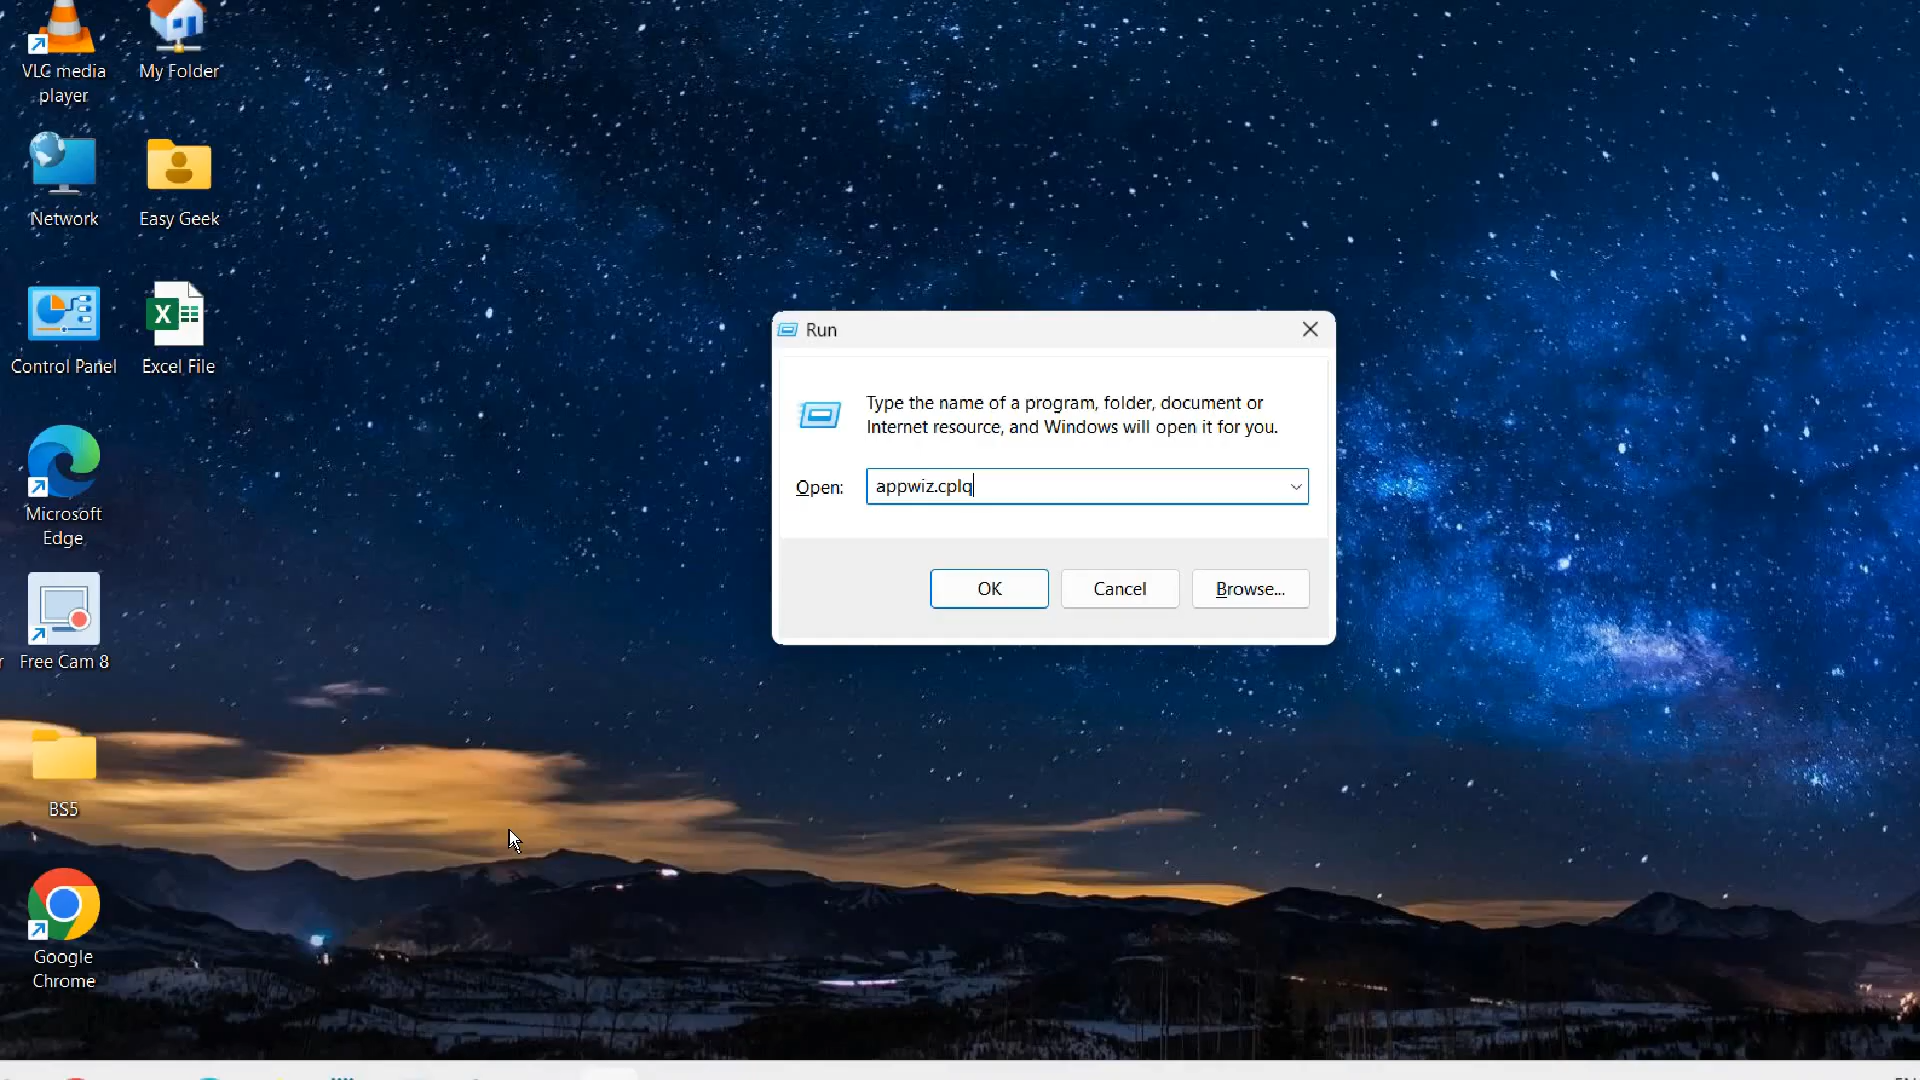 VLC media
player
My Folder
Network
Easy Geek
Control Panel
Excel File
Microsoft
Edge
Free Cam 8
BS5
Google
Chrome
Run
Type the name of a program, folder, document or
Internet resource, and Windows will open it for you.
Open:
appwiz.cplq
OK
Cancel
Browse...